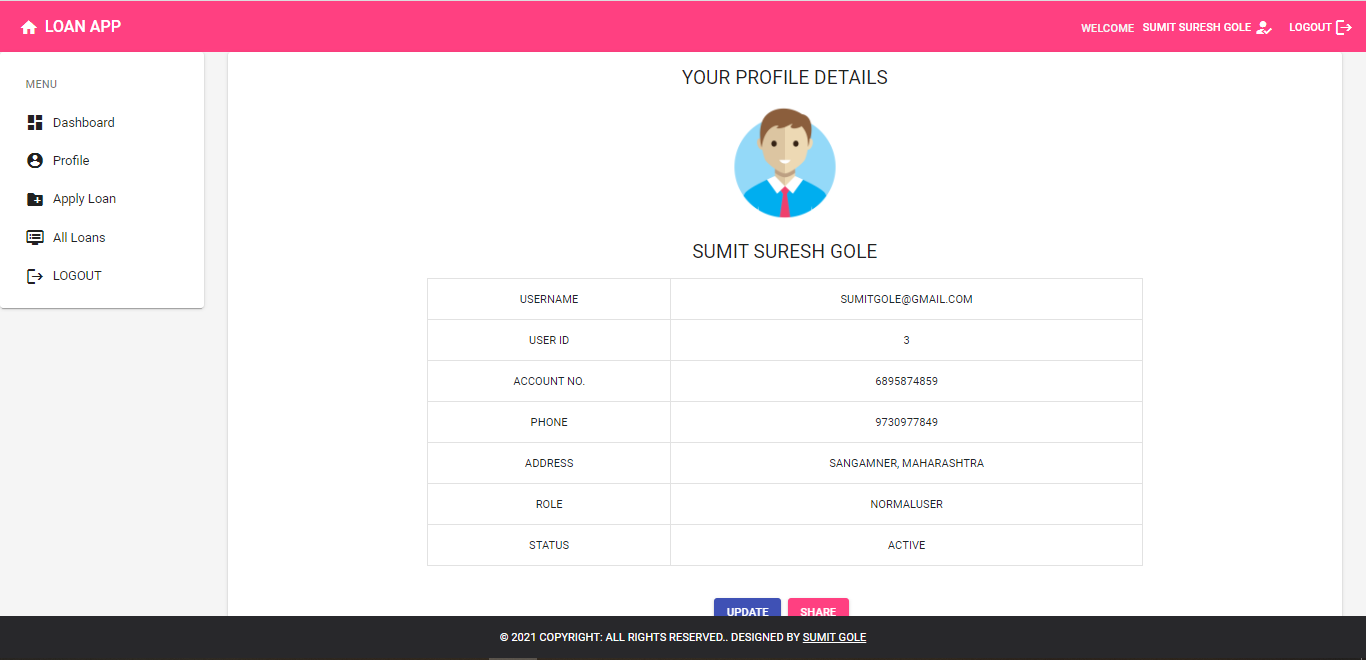 LOAN APP
WELCOME SUMIT SURESH GOLE LOGOUT
MENU
Dashboard
Profile
Apply Loan
All Loans
LOGOUT
YOUR PROFILE DETAILS
SUMIT SURESH GOLE
USERNAME SUMITGOLE@GMAIL.COM
USER ID 3
ACCOUNT NO. 6895874859
PHONE 9730977849
ADDRESS SANGAMNER, MAHARASHTRA
ROLE NORMALUSER
STATUS ACTIVE
UPDATE SHARE
© 2021 COPYRIGHT: ALL RIGHTS RESERVED.. DESIGNED BY SUMIT GOLE